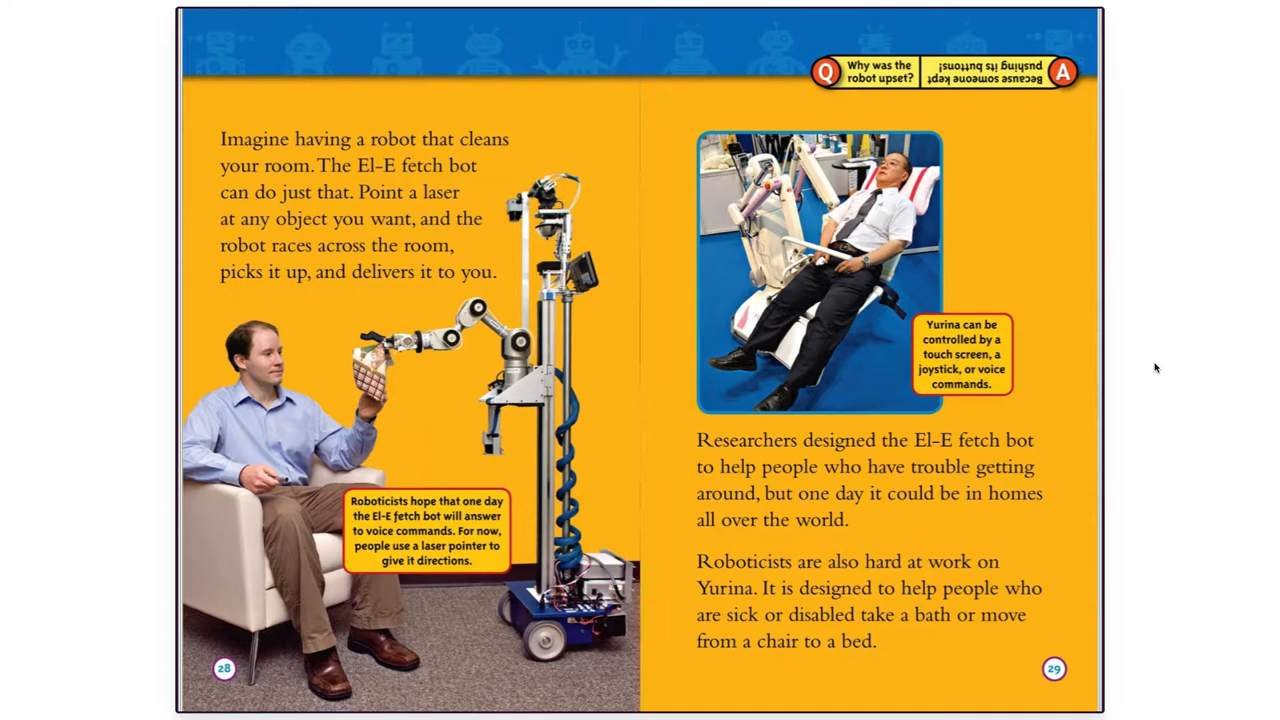 Q Why was the
robot upset?
Because someone kept
pushing its buttons! A
Imagine having a robot that cleans
your room. The El-E fetch bot
can do just that. Point a laser
at any object you want, and the
robot races across the room,
picks it up, and delivers it to you.
Roboticists hope that one day
the El-E fetch bot will answer
to voice commands. For now,
people use a laser pointer to
give it directions.
28
Yurina can be
controlled by a
touch screen, a
joystick, or voice
commands.
Researchers designed the El-E fetch bot
to help people who have trouble getting
around, but one day it could be in homes
all over the world.
Roboticists are also hard at work on
Yurina. It is designed to help people who
are sick or disabled take a bath or move
from a chair to a bed.
29